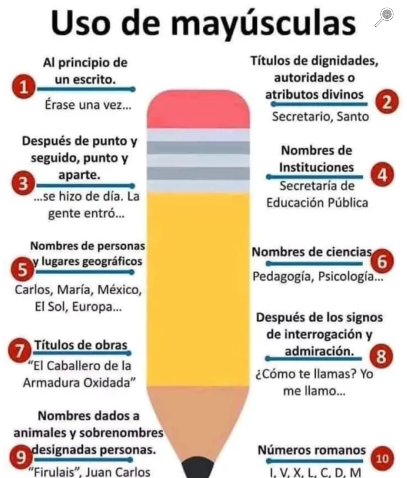 Uso de mayúsculas
Al principio de
un escrito.
1
Érase una vez...
Títulos de dignidades,
autoridades o
atributos divinos
2
Secretario, Santo
Después de punto y
seguido, punto y
aparte.
3
...se hizo de día. La
gente entró...
Nombres de
Instituciones
4
Secretaría de
Educación Pública
Nombres de personas
y lugares geográficos
5
Carlos, María, México,
El Sol, Europa...
Nombres de ciencias
6
Pedagogía, Psicología...
7
Títulos de obras
"El Caballero de la
Armadura Oxidada"
Después de los signos
de interrogación y
admiración.
8
¿Cómo te llamas? Yo
me llamo...
Nombres dados a
animales y sobrenombres
designadas personas.
9
"Firulais", Juan Carlos
Números romanos
10
I, V, X, L, C, D, M